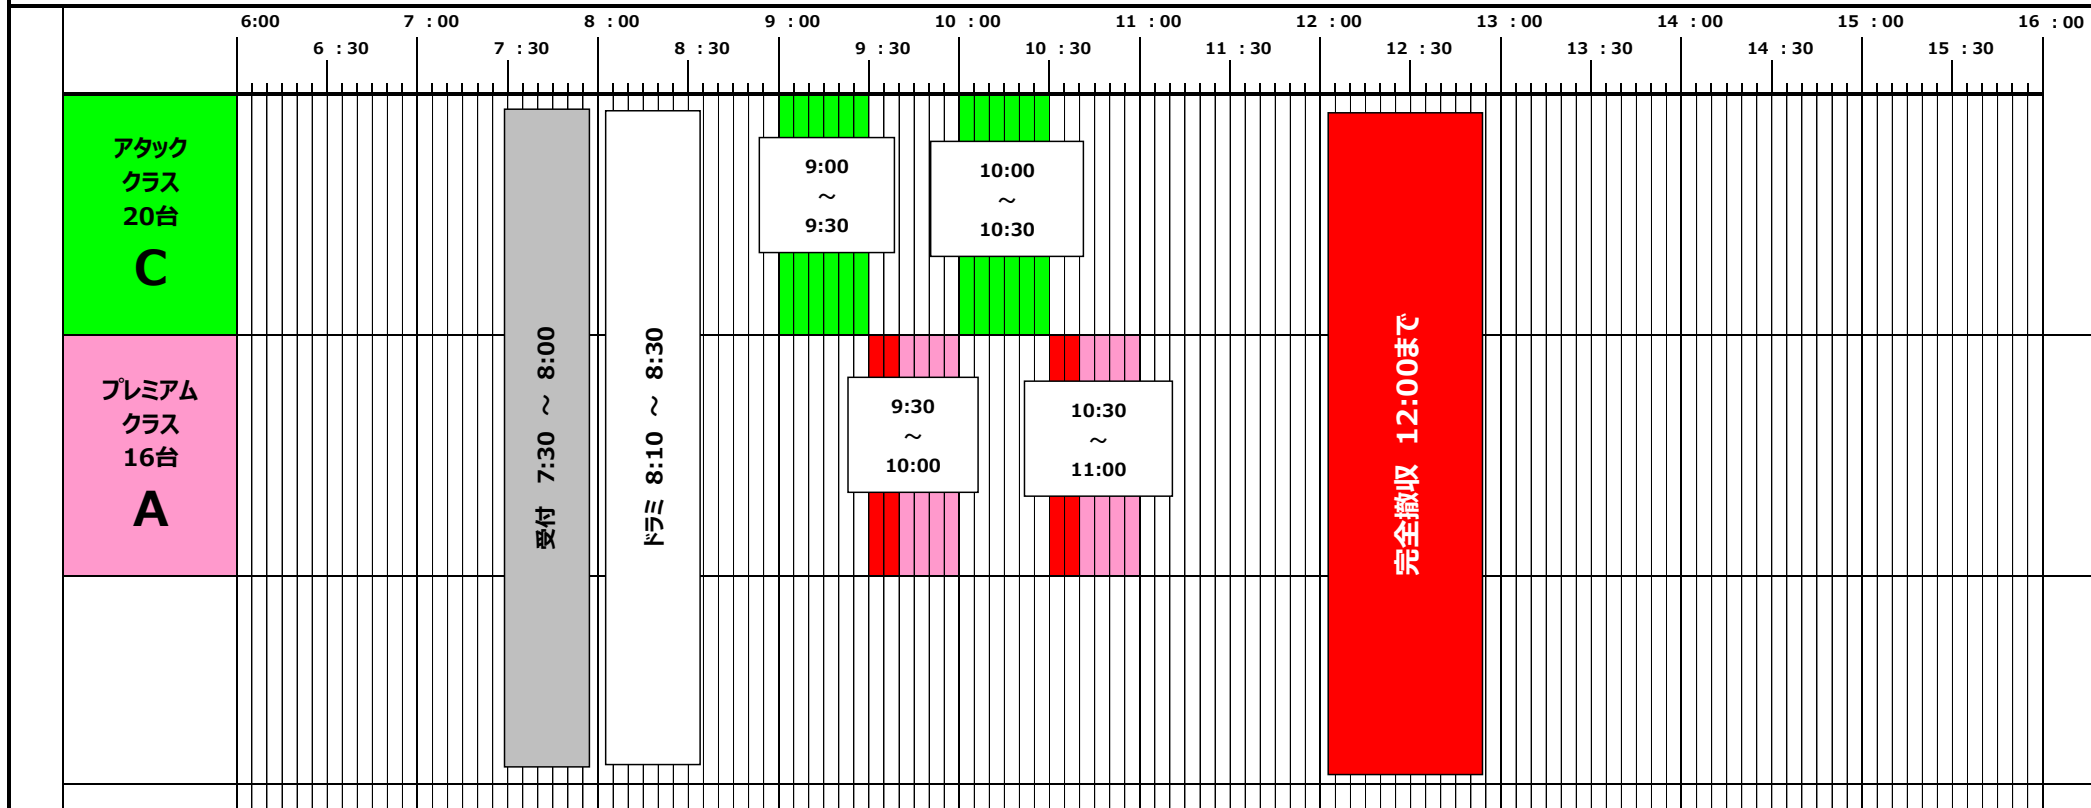 6:00 7 : 00 8 : 00 9 : 00 10 : 00 11 : 00 12 : 00 13 : 00 14 : 00 15 : 00 16 : 00
6 : 30 7 : 30 8 : 30 9 : 30 10 : 30 11 : 30 12 : 30 13 : 30 14 : 30 15 : 30
アタック
クラス
20台
C
プレミアム
クラス
16台
A
受付 7:30 ～ 8:00
ドラミ 8:10 ～ 8:30
9:00
～
9:30
10:00
～
10:30
9:30
～
10:00
10:30
～
11:00
完全撤収 12:00まで